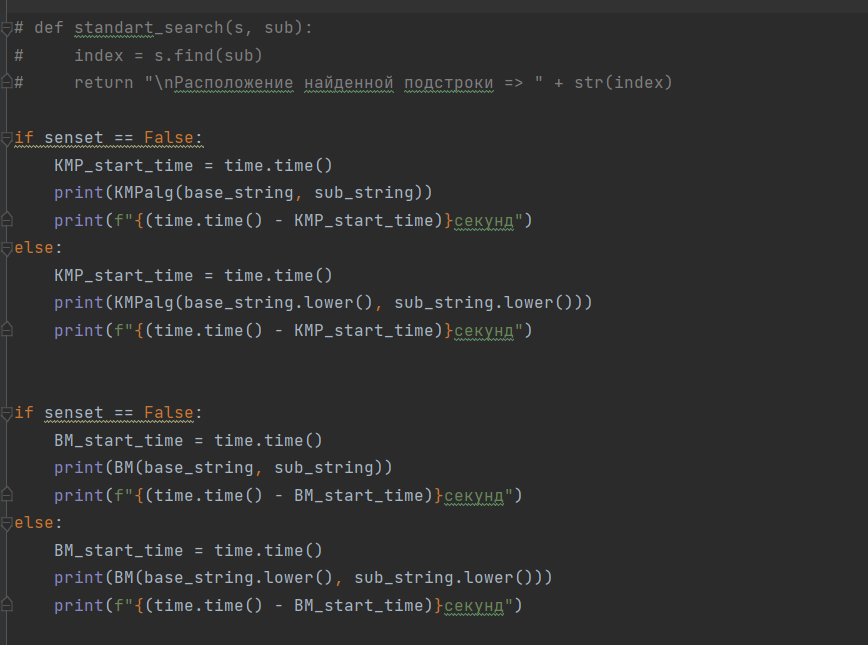 # def standart_search(s, sub):
#     index = s.find(sub)
#     return "\nРасположение найденной подстроки => " + str(index)
if senset == False:
    KMP_start_time = time.time()
    print(KMPalg(base_string, sub_string))
    print(f"{(time.time() - KMP_start_time)}секунд")
else:
    KMP_start_time = time.time()
    print(KMPalg(base_string.lower(), sub_string.lower()))
    print(f"{(time.time() - KMP_start_time)}секунд")
if senset == False:
    BM_start_time = time.time()
    print(BM(base_string, sub_string))
    print(f"{(time.time() - BM_start_time)}секунд")
else:
    BM_start_time = time.time()
    print(BM(base_string.lower(), sub_string.lower()))
    print(f"{(time.time() - BM_start_time)}секунд")